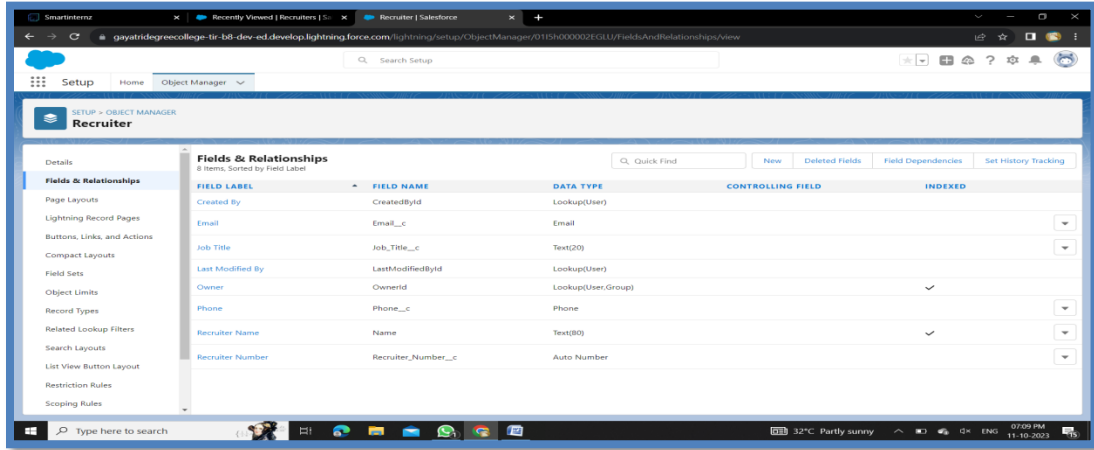 Smartinternz
Recently Viewed | Recruiters | Sa
Recruiter | Salesforce
gayatridegreecollege-tir-b8-dev-ed.develop.lightning.force.com/lightning/setup/ObjectManager/01I5h000002EGLU/FieldsAndRelationships/view
Search Setup
Setup Home Object Manager
SETUP > OBJECT MANAGER
Recruiter
Details
Fields & Relationships
Page Layouts
Lightning Record Pages
Buttons, Links, and Actions
Compact Layouts
Field Sets
Object Limits
Record Types
Related Lookup Filters
Search Layouts
List View Button Layout
Restriction Rules
Scoping Rules
Fields & Relationships
8 Items, Sorted by Field Label
Quick Find New Deleted Fields Field Dependencies Set History Tracking
FIELD LABEL FIELD NAME DATA TYPE CONTROLLING FIELD INDEXED
Created By CreatedById Lookup(User)
Email Email__c Email
Job Title Job_Title__c Text(20)
Last Modified By LastModifiedById Lookup(User)
Owner OwnerId Lookup(User,Group)
Phone Phone__c Phone
Recruiter Name Name Text(80)
Recruiter Number Recruiter_Number__c Auto Number
Type here to search
32°C Partly sunny
ENG
07:09 PM
11-10-2023
15